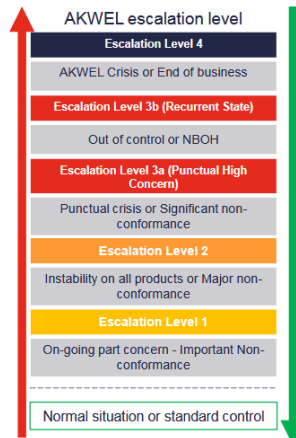 AKWEL escalation level
Escalation Level 4
AKWEL Crisis or End of business
Escalation Level 3b (Recurrent State)
Out of control or NBOH
Escalation Level 3a (Punctual High
Concern)
Punctual crisis or Significant non-
conformance
Escalation Level 2
Instability on all products or Major non-
conformance
Escalation Level 1
On-going part concern - Important Non-
Conformance
Normal situation or standard control